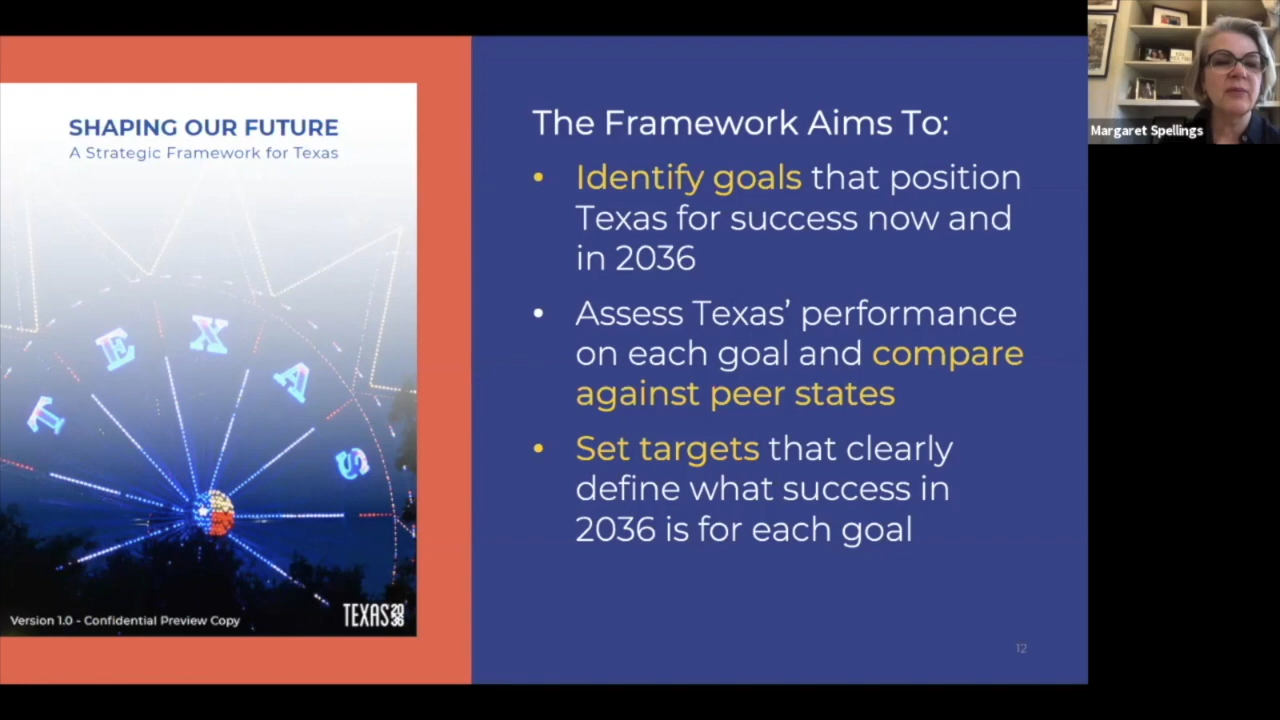 SHAPING OUR FUTURE
A Strategic Framework for Texas
TEXAS
Version 1.0 - Confidential Preview Copy
TEXAS 2036
The Framework Aims To:
• Identify goals that position
Texas for success now and
in 2036
• Assess Texas’ performance
on each goal and compare
against peer states
• Set targets that clearly
define what success in
2036 is for each goal
12
Margaret Spellings